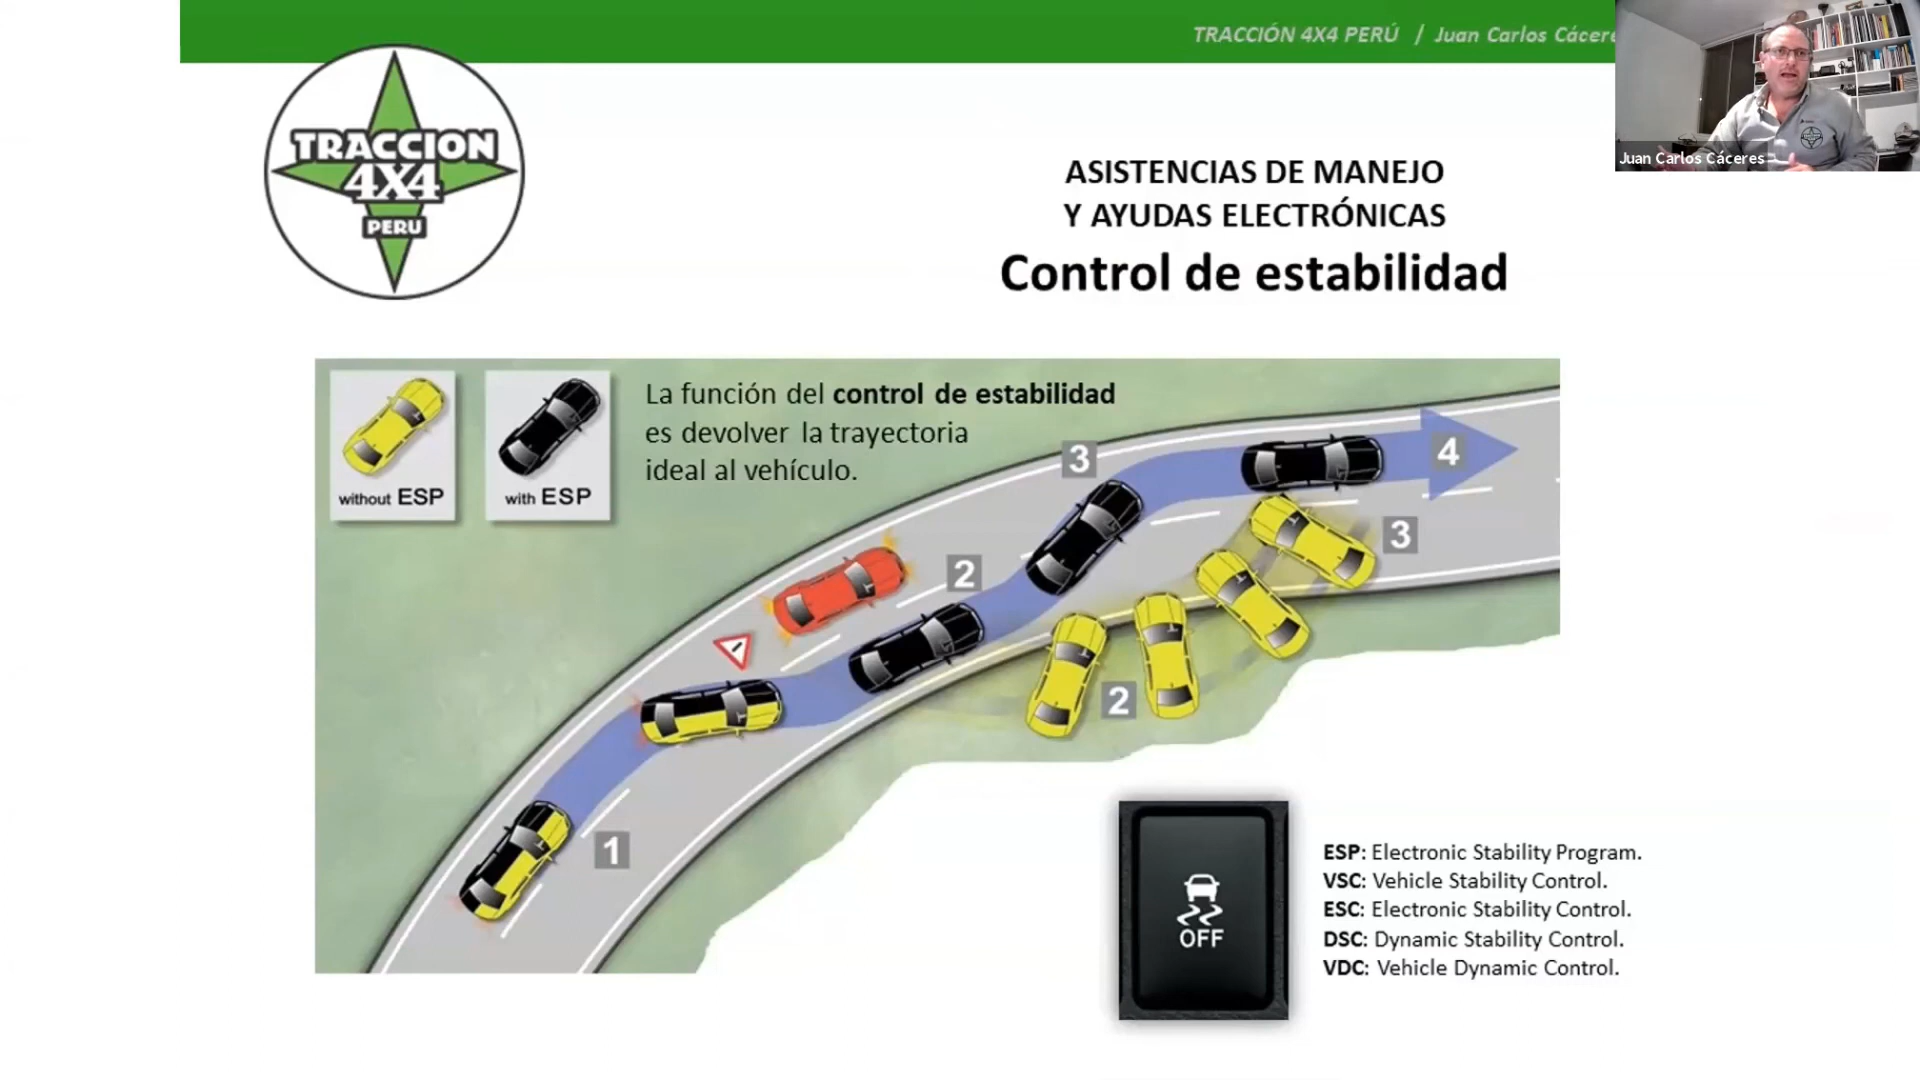 TRACCIÓN 4X4 PERÚ / Juan Carlos Cácere
Juan Carlos Cáceres
TRACCION
4X4
PERU
ASISTENCIAS DE MANEJO
Y AYUDAS ELECTRÓNICAS
Control de estabilidad
without ESP
with ESP
La función del control de estabilidad
es devolver la trayectoria
ideal al vehículo.
3
4
3
2
2
1
OFF
ESP: Electronic Stability Program.
VSC: Vehicle Stability Control.
ESC: Electronic Stability Control.
DSC: Dynamic Stability Control.
VDC: Vehicle Dynamic Control.